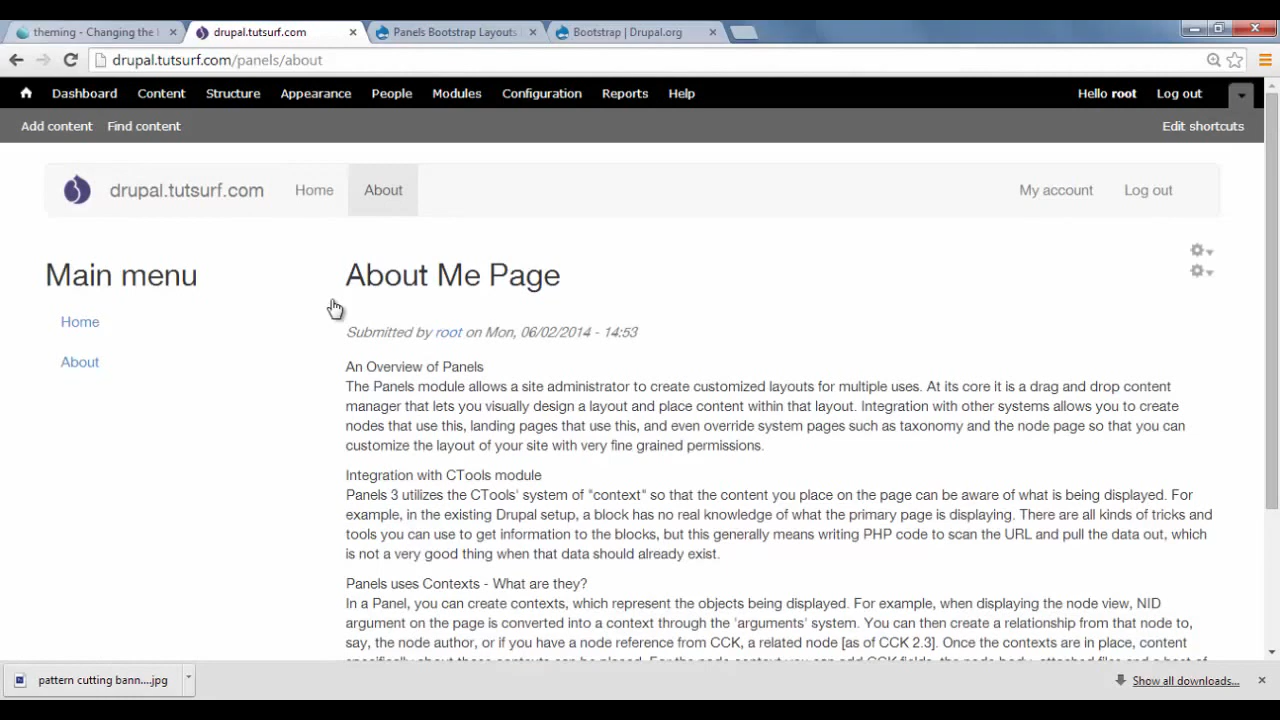 theming - Changing the
drupal.tutsurf.com
Panels Bootstrap Layouts
Bootstrap | Drupal.org
drupal.tutsurf.com/panels/about
Dashboard Content Structure Appearance People Modules Configuration Reports Help Hello root Log out
Add content Find content Edit shortcuts
drupal.tutsurf.com Home About My account Log out
Main menu
Home
About
About Me Page
Submitted by root on Mon, 06/02/2014 - 14:53
An Overview of Panels
The Panels module allows a site administrator to create customized layouts for multiple uses. At its core it is a drag and drop content
manager that lets you visually design a layout and place content within that layout. Integration with other systems allows you to create
nodes that use this, landing pages that use this, and even override system pages such as taxonomy and the node page so that you can
customize the layout of your site with very fine grained permissions.
Integration with CTools module
Panels 3 utilizes the CTools' system of "context" so that the content you place on the page can be aware of what is being displayed. For
example, in the existing Drupal setup, a block has no real knowledge of what the primary page is displaying. There are all kinds of tricks and
tools you can use to get information to the blocks, but this generally means writing PHP code to scan the URL and pull the data out, which
is not a very good thing when that data should already exist.
Panels uses Contexts - What are they?
In a Panel, you can create contexts, which represent the objects being displayed. For example, when displaying the node view, NID
argument on the page is converted into a context through the 'arguments' system. You can then create a relationship from that node to,
say, the node author, or if you have a node reference from CCK, a related node [as of CCK 2.3]. Once the contexts are in place, content
pattern cutting bann....jpg
Show all downloads...